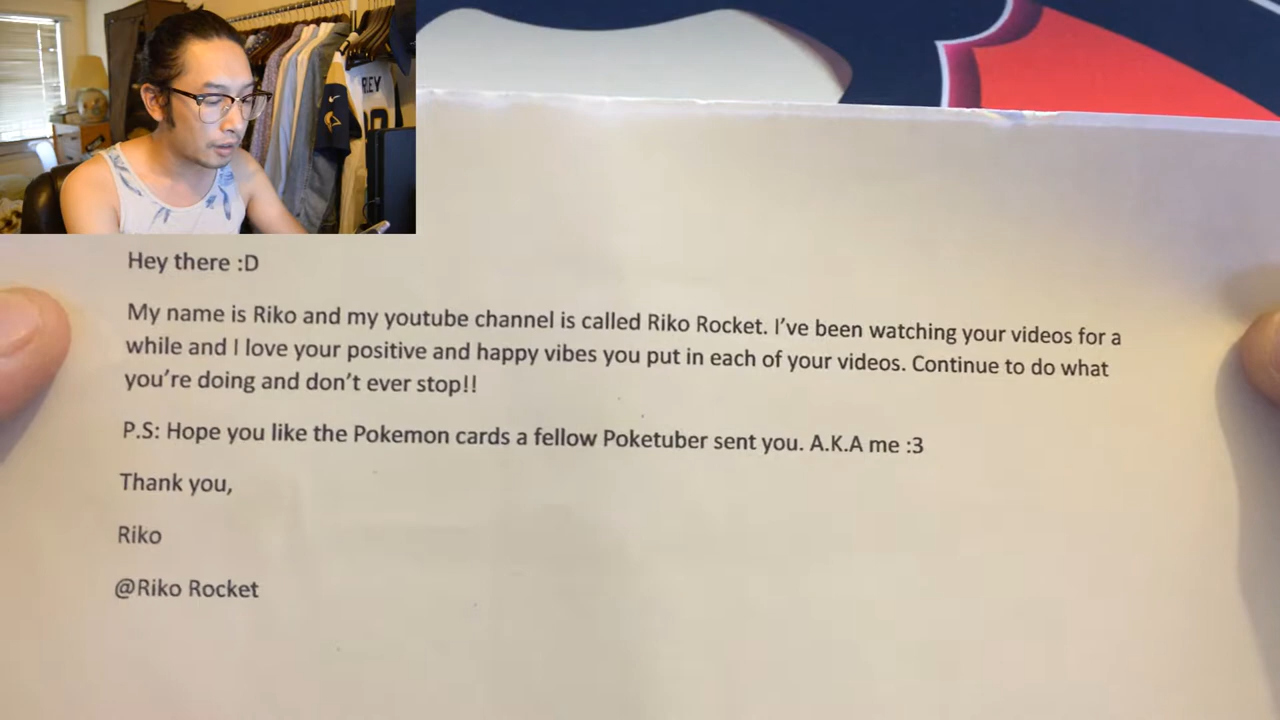 Hey there :D
My name is Riko and my youtube channel is called Riko Rocket. I've been watching your videos for a
while and I love your positive and happy vibes you put in each of your videos. Continue to do what
you're doing and don't ever stop!!
P.S: Hope you like the Pokemon cards a fellow Poketuber sent you. A.K.A me :3
Thank you,
Riko
@Riko Rocket